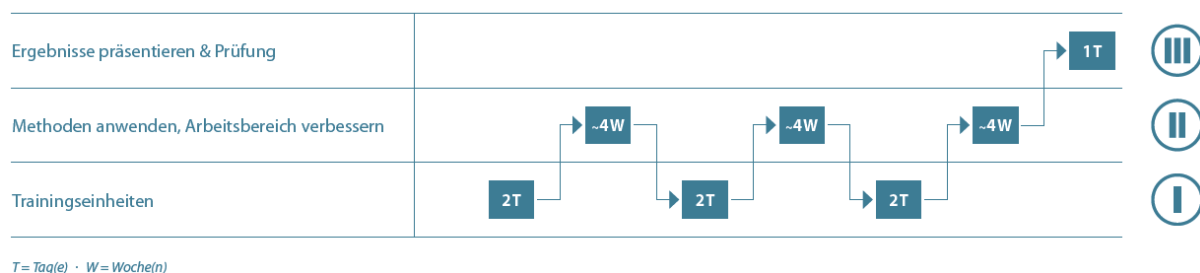 Ergebnisse präsentieren & Prüfung
1T
III
Methoden anwenden, Arbeitsbereich verbessern
~4W
~4W
~4W
II
Trainingseinheiten
2T
2T
2T
I
T = Tag(e) · W = Woche(n)